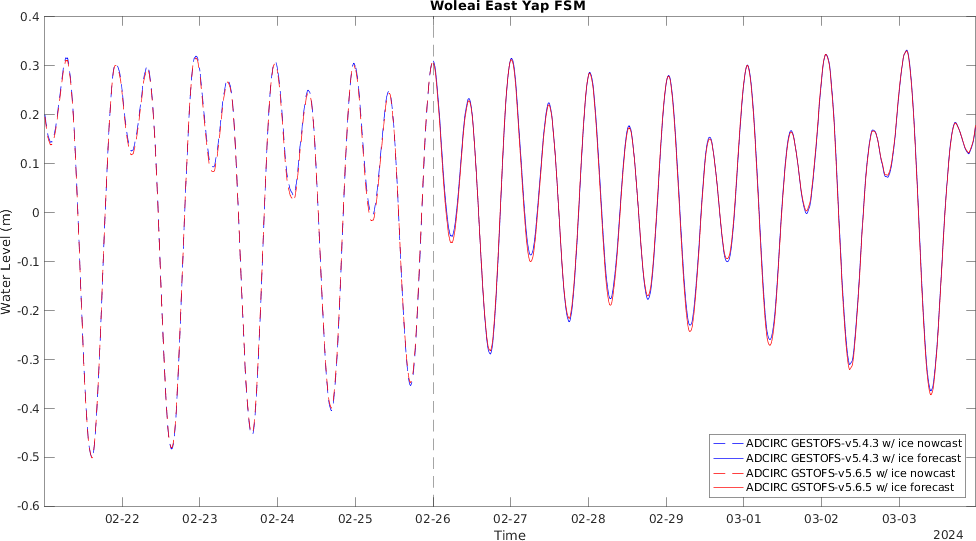 Woleai East Yap FSM
0.4
0.3
0.2
0.1
0
-0.1
-0.2
-0.3
-0.4
-0.5
-0.6
Water Level (m)
ADCIRC GESTOFS-v5.4.3 w/ ice nowcast
ADCIRC GESTOFS-v5.4.3 w/ ice forecast
ADCIRC GSTOFS-v5.6.5 w/ ice nowcast
ADCIRC GSTOFS-v5.6.5 w/ ice forecast
02-22 02-23 02-24 02-25 02-26 02-27 02-28 02-29 03-01 03-02 03-03
Time
2024